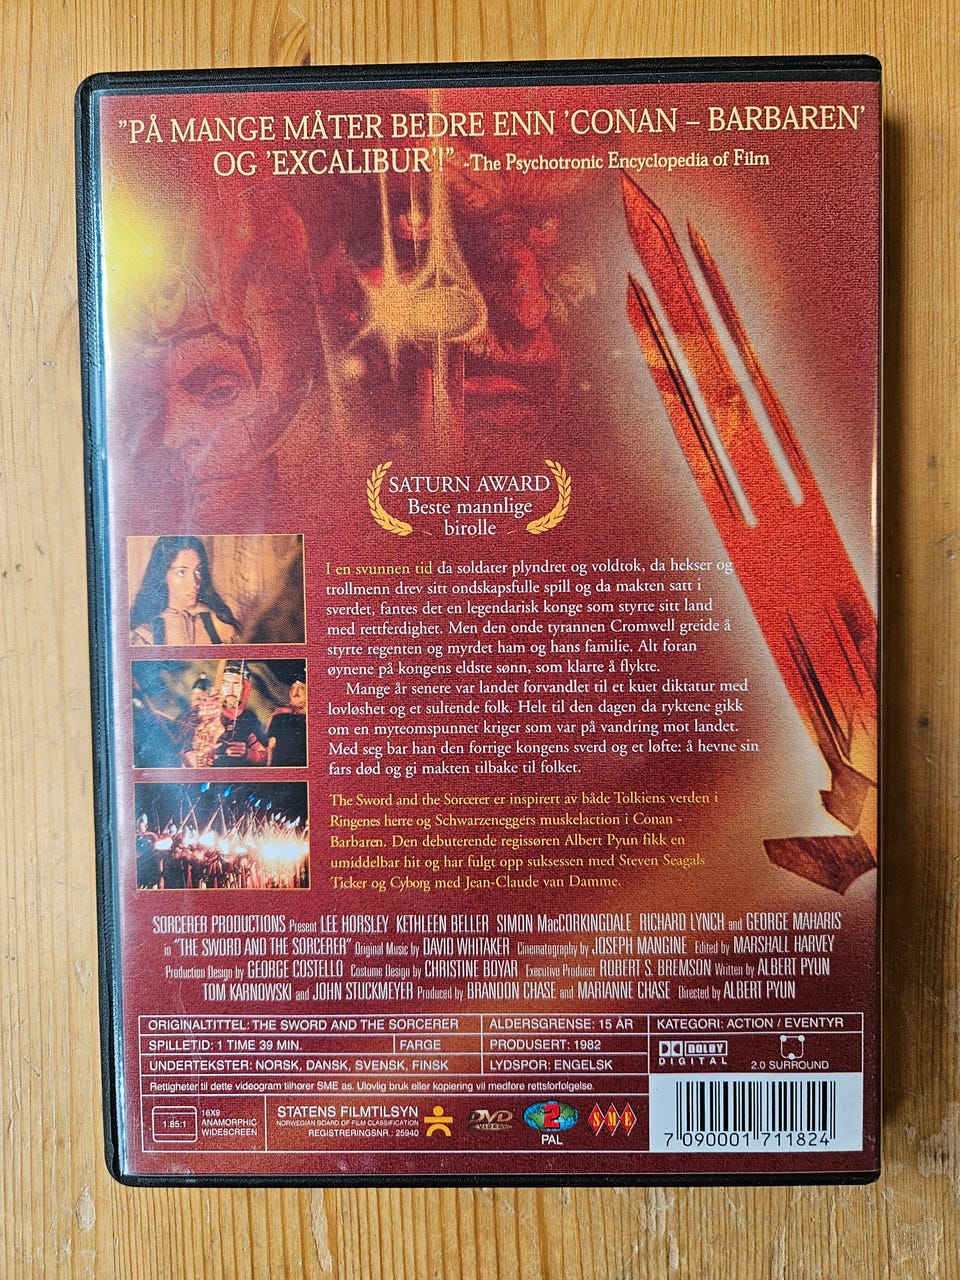 "PÅ MANGE MÅTER BEDRE ENN 'CONAN – BARBAREN'
OG 'EXCALIBUR'!" -The Psychotronic Encyclopedia of Film
SATURN AWARD
Beste mannlige
birolle
I en svunnen tid da soldater plyndret og voldtok, da hekser og
trollmenn drev sitt ondskapsfulle spill og da makten satt i
sverdet, fantes det en legendarisk konge som styrte sitt land
med rettferdighet. Men den onde tyrannen Cromwell greide å
styrte regenten og myrdet ham og hans familie. Alt foran
øynene på kongens eldste sønn, som klarte å flykte.
Mange år senere var landet forvandlet til et kuet diktatur med
lovløshet og et sultende folk. Helt til den dagen da ryktene gikk
om en myteomspunnet kriger som var på vandring mot landet.
Med seg bar han den forrige kongens sverd og et løfte: å hevne sin
fars død og gi makten tilbake til folket.
The Sword and the Sorcerer er inspirert av både Tolkiens verden i
Ringenes herre og Schwarzeneggers muskelaction i Conan -
Barbaren. Den debuterende regissøren Albert Pyun fikk en
umiddelbar hit og har fulgt opp suksessen med Steven Seagals
Ticker og Cyborg med Jean-Claude van Damme.
SORCERER PRODUCTIONS Present LEE HORSLEY KETHLEEN BELLER SIMON MacCORKINGDALE RICHARD LYNCH and GEORGE MAHARIS
in "THE SWORD AND THE SORCERER" Original Music by DAVID WHITAKER Cinematography by JOSEPH MANGINE Edited by MARSHALL HARVEY
Production Design by GEORGE COSTELLO Costume Design by CHRISTINE BOYAR Executive Producer ROBERT S. BREMSON Written by ALBERT PYUN
TOM KARNOWSKI and JOHN STUCKMEYER Produced by BRANDON CHASE and MARIANNE CHASE Directed by ALBERT PYUN
ORIGINALTITTEL: THE SWORD AND THE SORCERER ALDERSGRENSE: 15 ÅR KATEGORI: ACTION / EVENTYR
SPILLETID: 1 TIME 39 MIN. FARGE PRODUSERT: 1982
UNDERTEKSTER: NORSK, DANSK, SVENSK, FINSK LYDSPOR: ENGELSK
DOLBY
DIGITAL
2.0 SURROUND
Rettigheter til dette videogram tilhører SME as. Ulovlig bruk eller kopiering vil medføre rettsforfølgelse.
1:85:1
16X9
ANAMORPHIC
WIDESCREEN
STATENS FILMTILSYN
NORWEGIAN BOARD OF FILM CLASSIFICATION
REGISTRERINGSNR.: 25940
DVD
VIDEO
2
PAL
SME
7 090001 711824